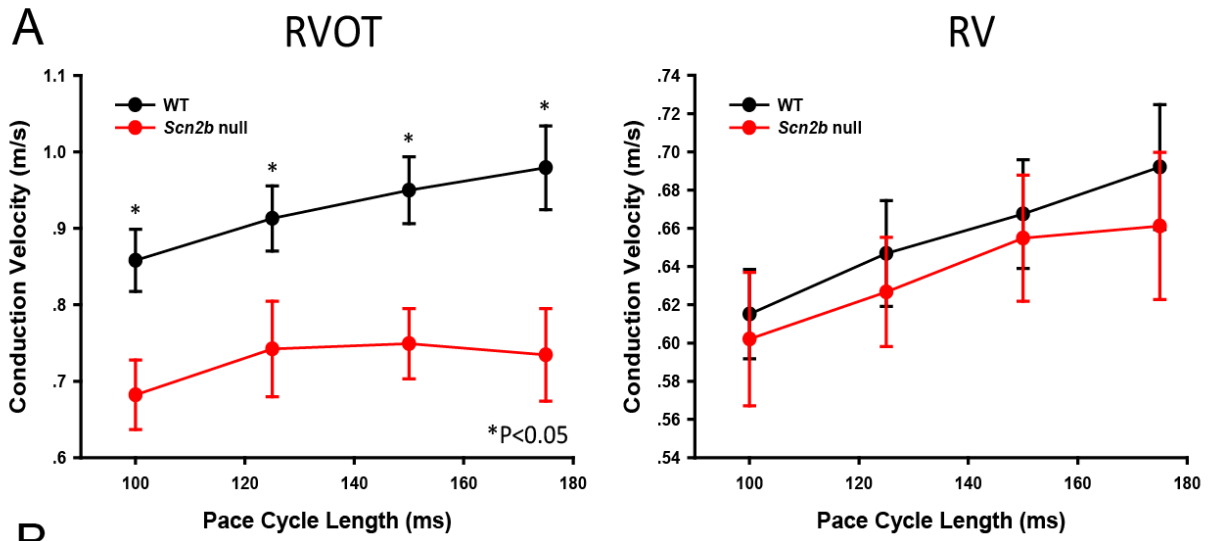 A
RVOT
RV
Conduction Velocity (m/s)
1.1
1.0
.9
.8
.7
.6
WT
Scn2b null
*
*
*
*
*P<0.05
100 120 140 160 180
Pace Cycle Length (ms)
Conduction Velocity (m/s)
.74
.72
.70
.68
.66
.64
.62
.60
.58
.56
.54
WT
Scn2b null
100 120 140 160 180
Pace Cycle Length (ms)